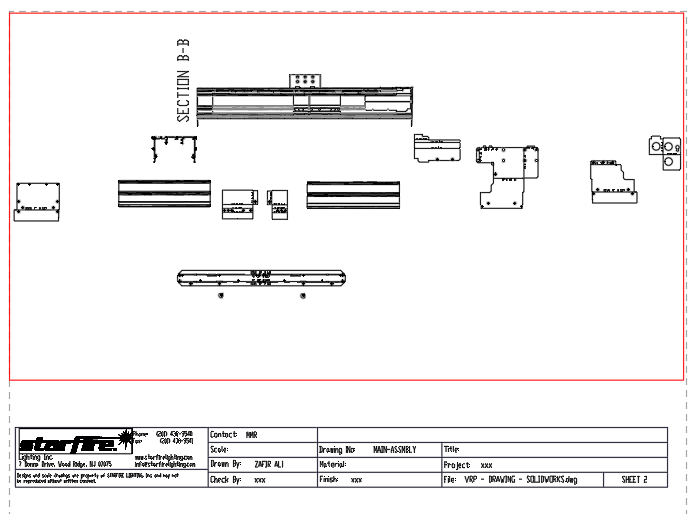 SECTION B-B
starfire
Lighting Inc
7 Donna Drive, Wood Ridge, NJ 07075
Phone: (201) 438-9540
Fax: (201) 438-9541
www.starfirelighting.com
info@starfirelighting.com
Designs and scale drawings are property of STARFIRE LIGHTING, Inc and may not
be reproduced without written consent.
Contact: MMR
Scale:
Drawing No: MAIN-ASSMBLY
Title:
Drawn By: ZAFIR ALI
Material:
Project: xxx
Check By: xxx
Finish: xxx
File: VRP - DRAWING - SOLIDWORKS.dwg
SHEET 2